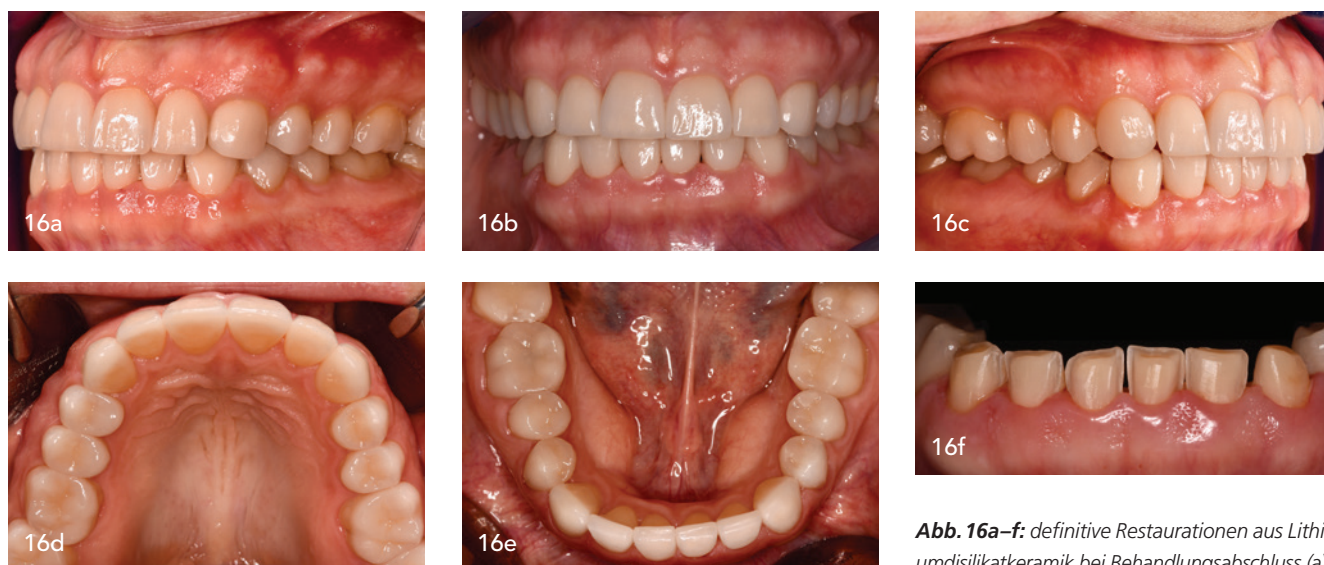 16a
16b
16c
16d
16e
16f
Abb. 16a–f: definitive Restaurationen aus Lithi-
umdisilikatkeramik bei Behandlungsabschluss (a)